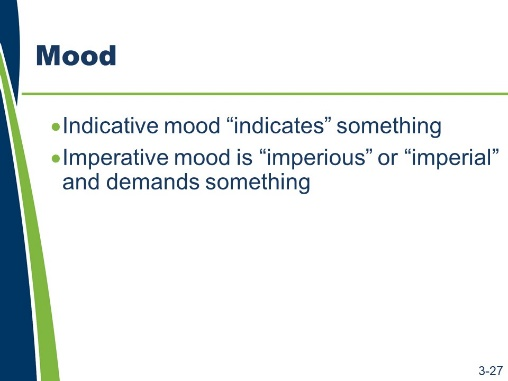 Mood
•Indicative mood “indicates” something
•Imperative mood is “imperious” or “imperial”
and demands something
3-27